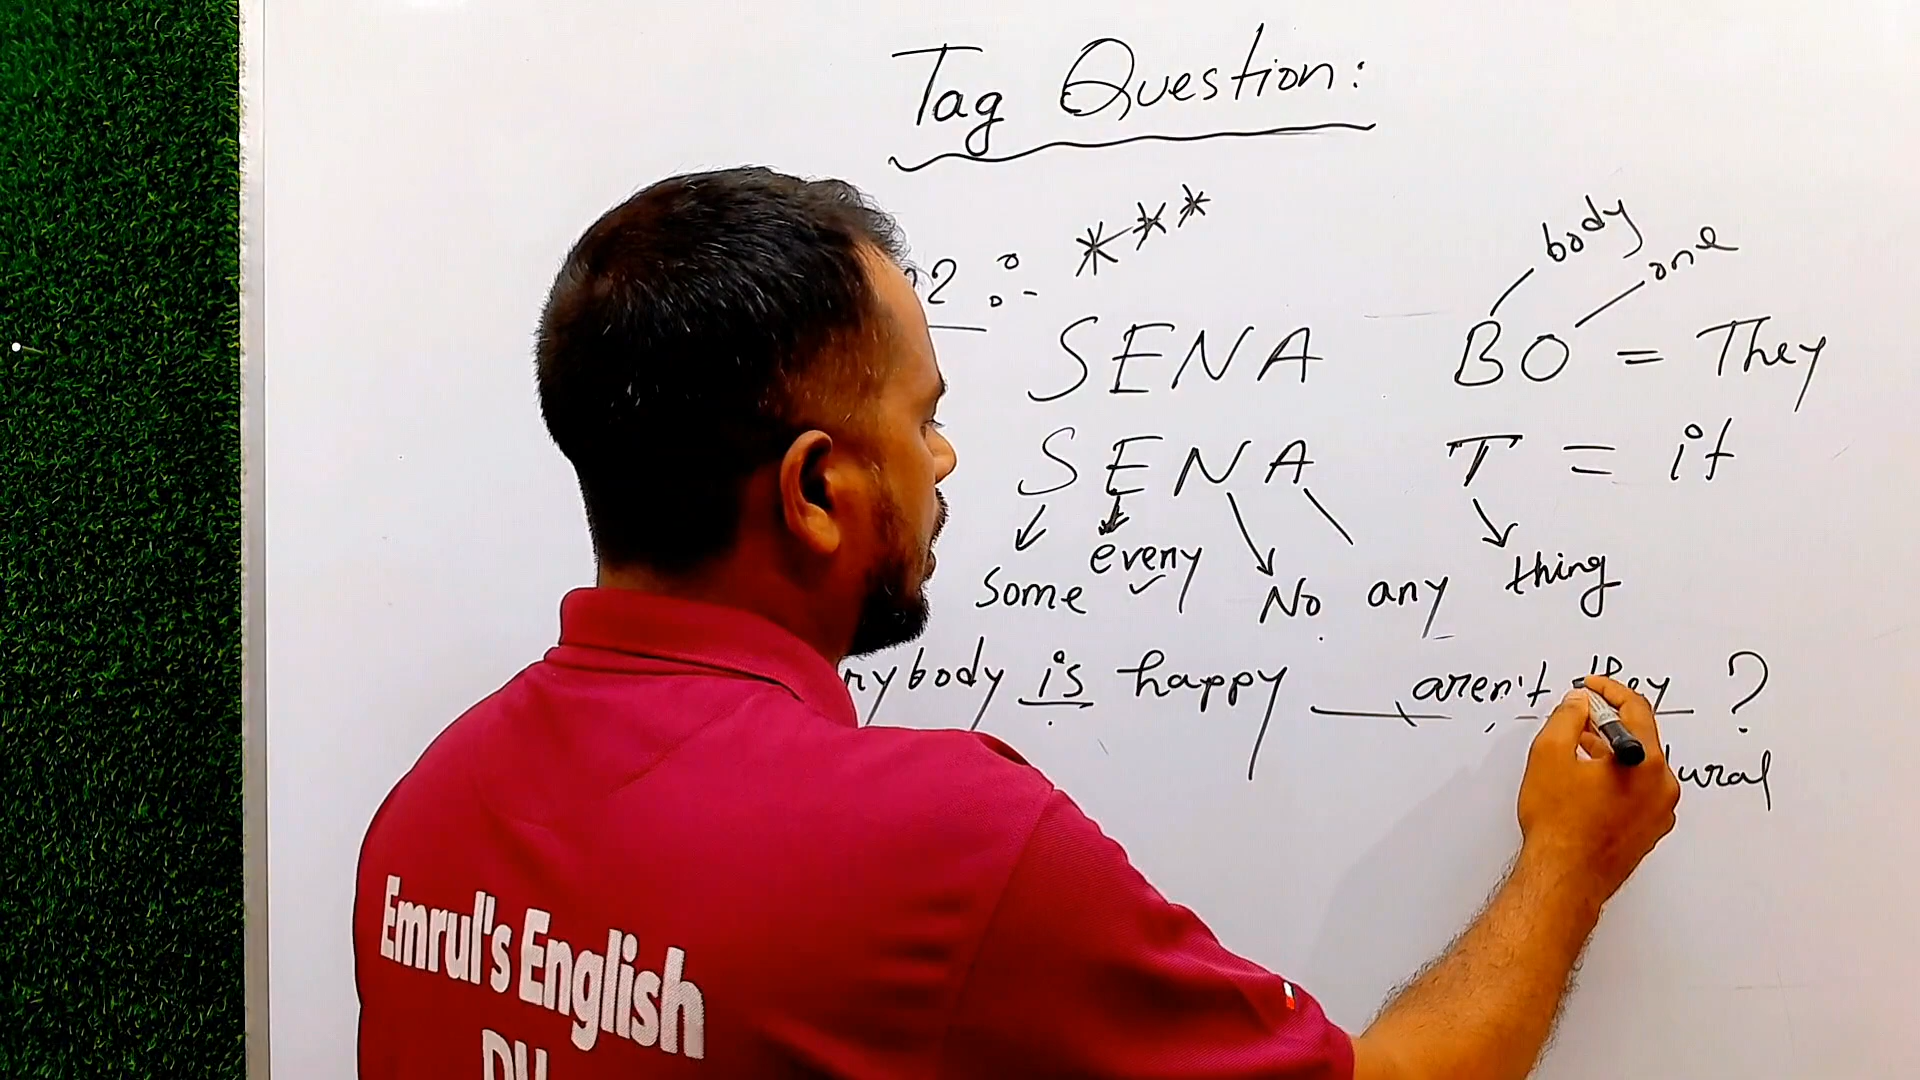 Tag Question:
2 : ***
body
one
SENA BO = They
SENA T = it
some every No any thing
rybody is happy aren't they ?
lural
Emrul's English
DU